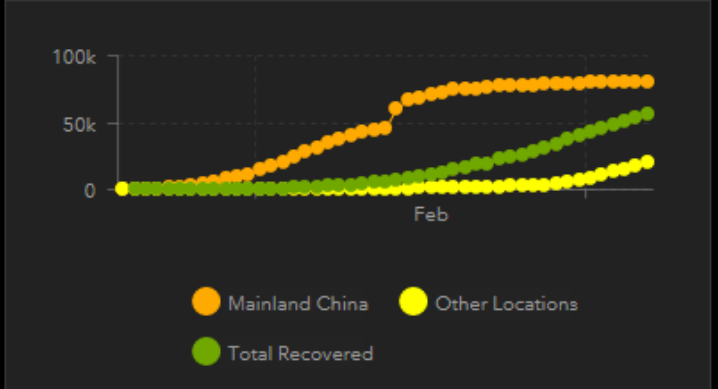 100k
50k
0
Feb
Mainland China
Other Locations
Total Recovered